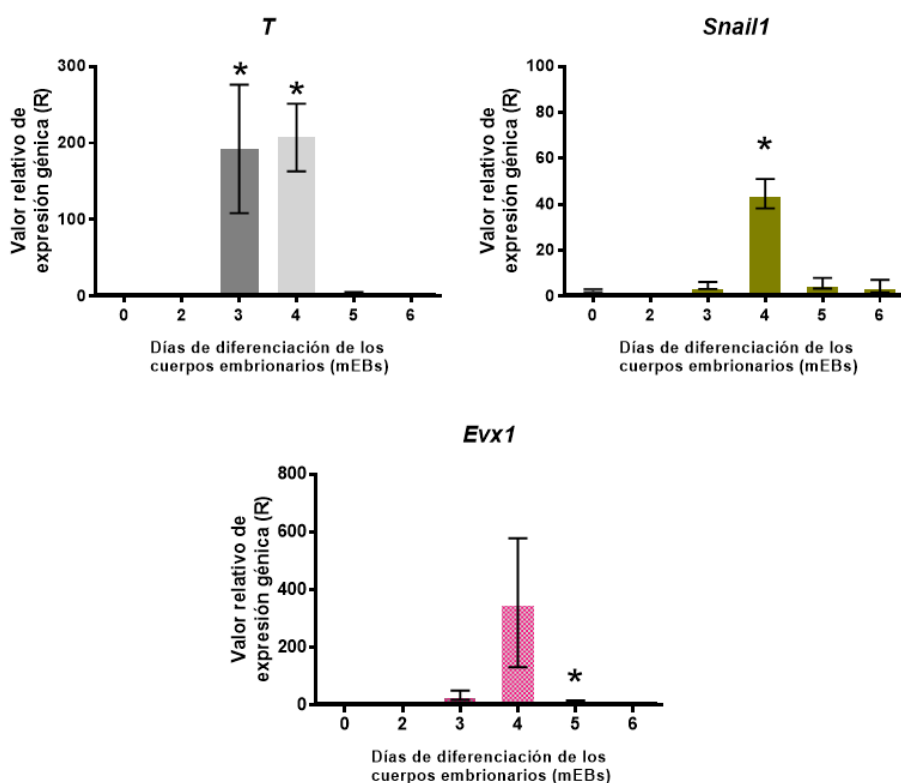 T
Valor relativo de
expresión génica (R)
300
200
100
0
*
*
0 2 3 4 5 6
Días de diferenciación de los
cuerpos embrionarios (mEBs)
Snail1
Valor relativo de
expresión génica (R)
100
80
60
40
20
0
*
0 2 3 4 5 6
Días de diferenciación de los
cuerpos embrionarios (mEBs)
Evx1
Valor relativo de
expresión génica (R)
800
600
400
200
0
*
0 2 3 4 5 6
Días de diferenciación de los
cuerpos embrionarios (mEBs)